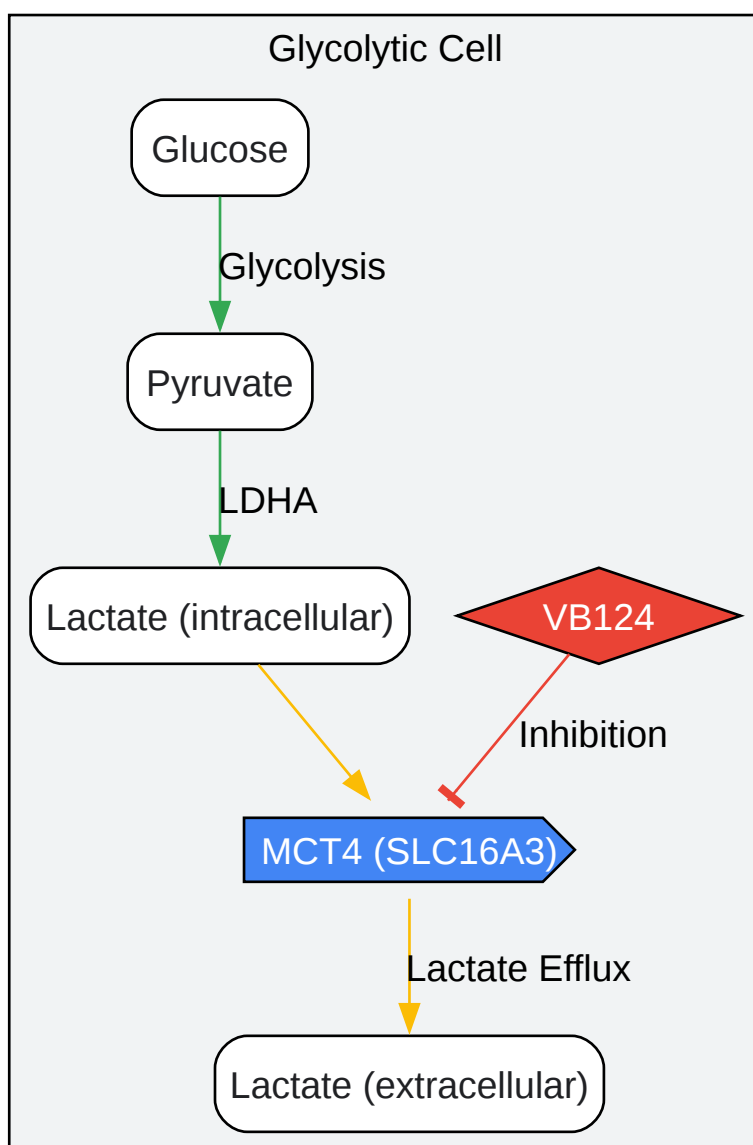 Glycolytic Cell
Glucose
Glycolysis
Pyruvate
LDHA
Lactate (intracellular)
VB124
Inhibition
MCT4 (SLC16A3)
Lactate Efflux
Lactate (extracellular)